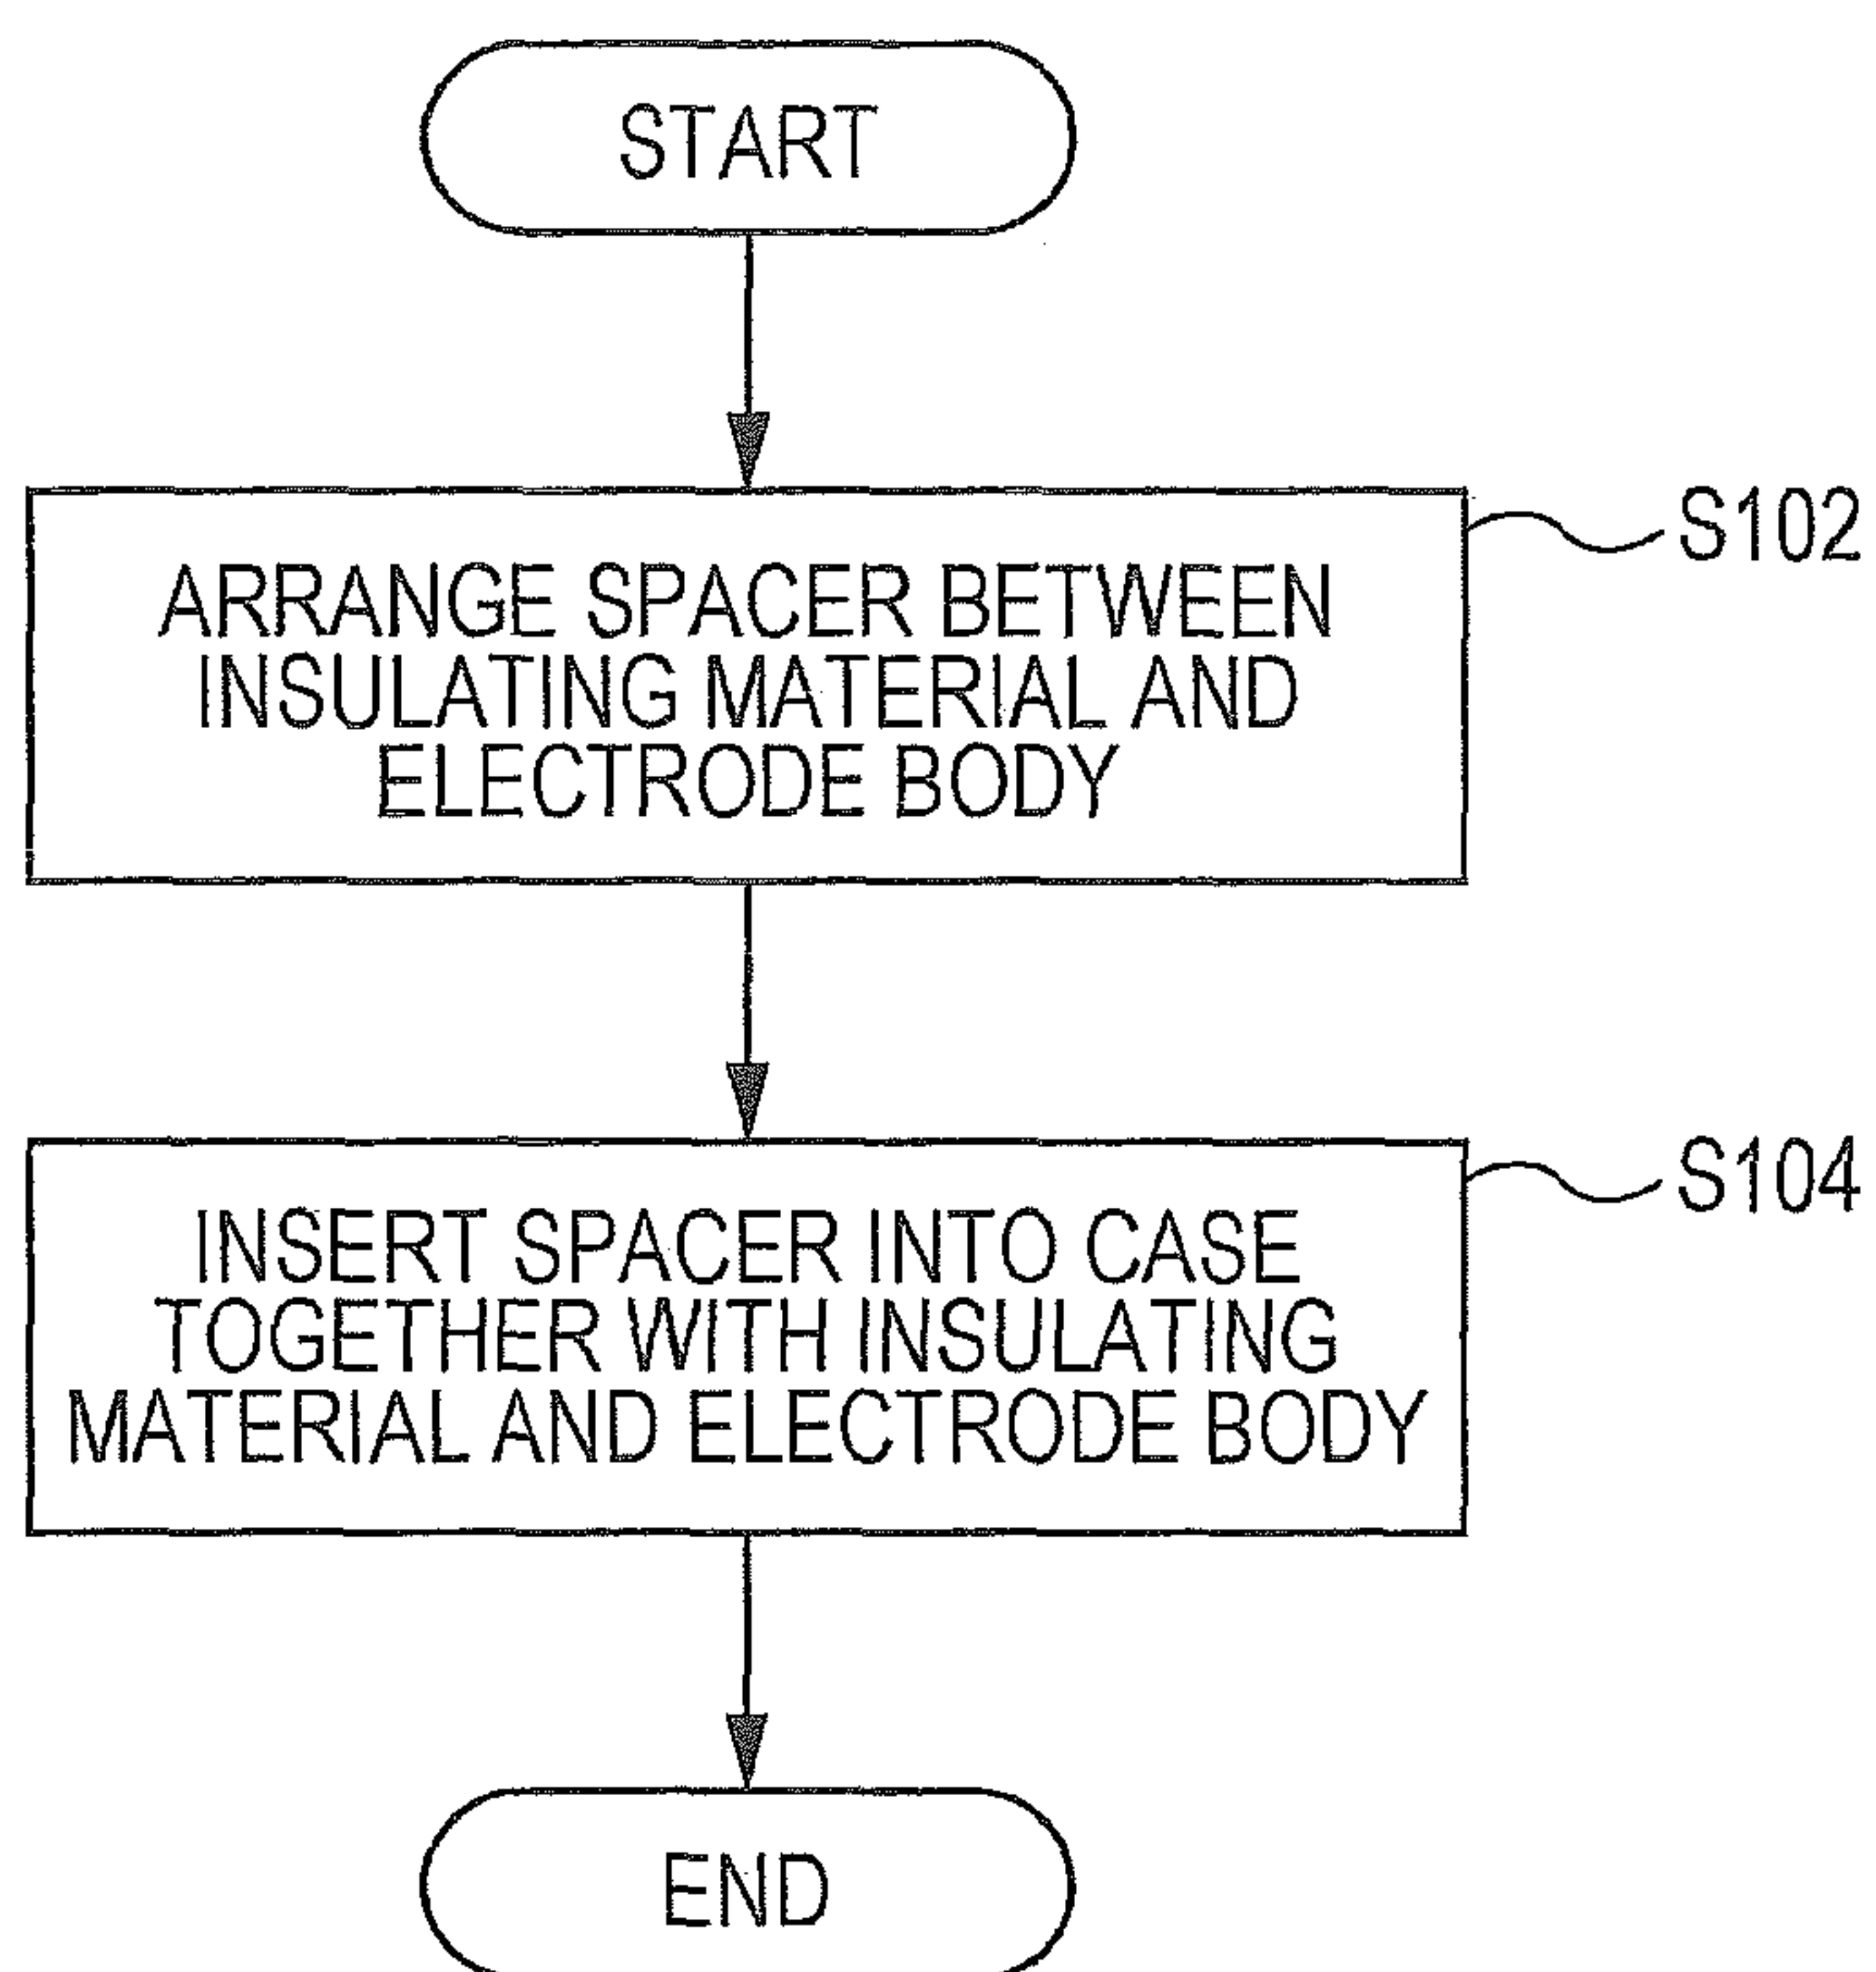 START
S102
ARRANGE SPACER BETWEEN
INSULATING MATERIAL AND
ELECTRODE BODY
S104
INSERT SPACER INTO CASE
TOGETHER WITH INSULATING
MATERIAL AND ELECTRODE BODY
END